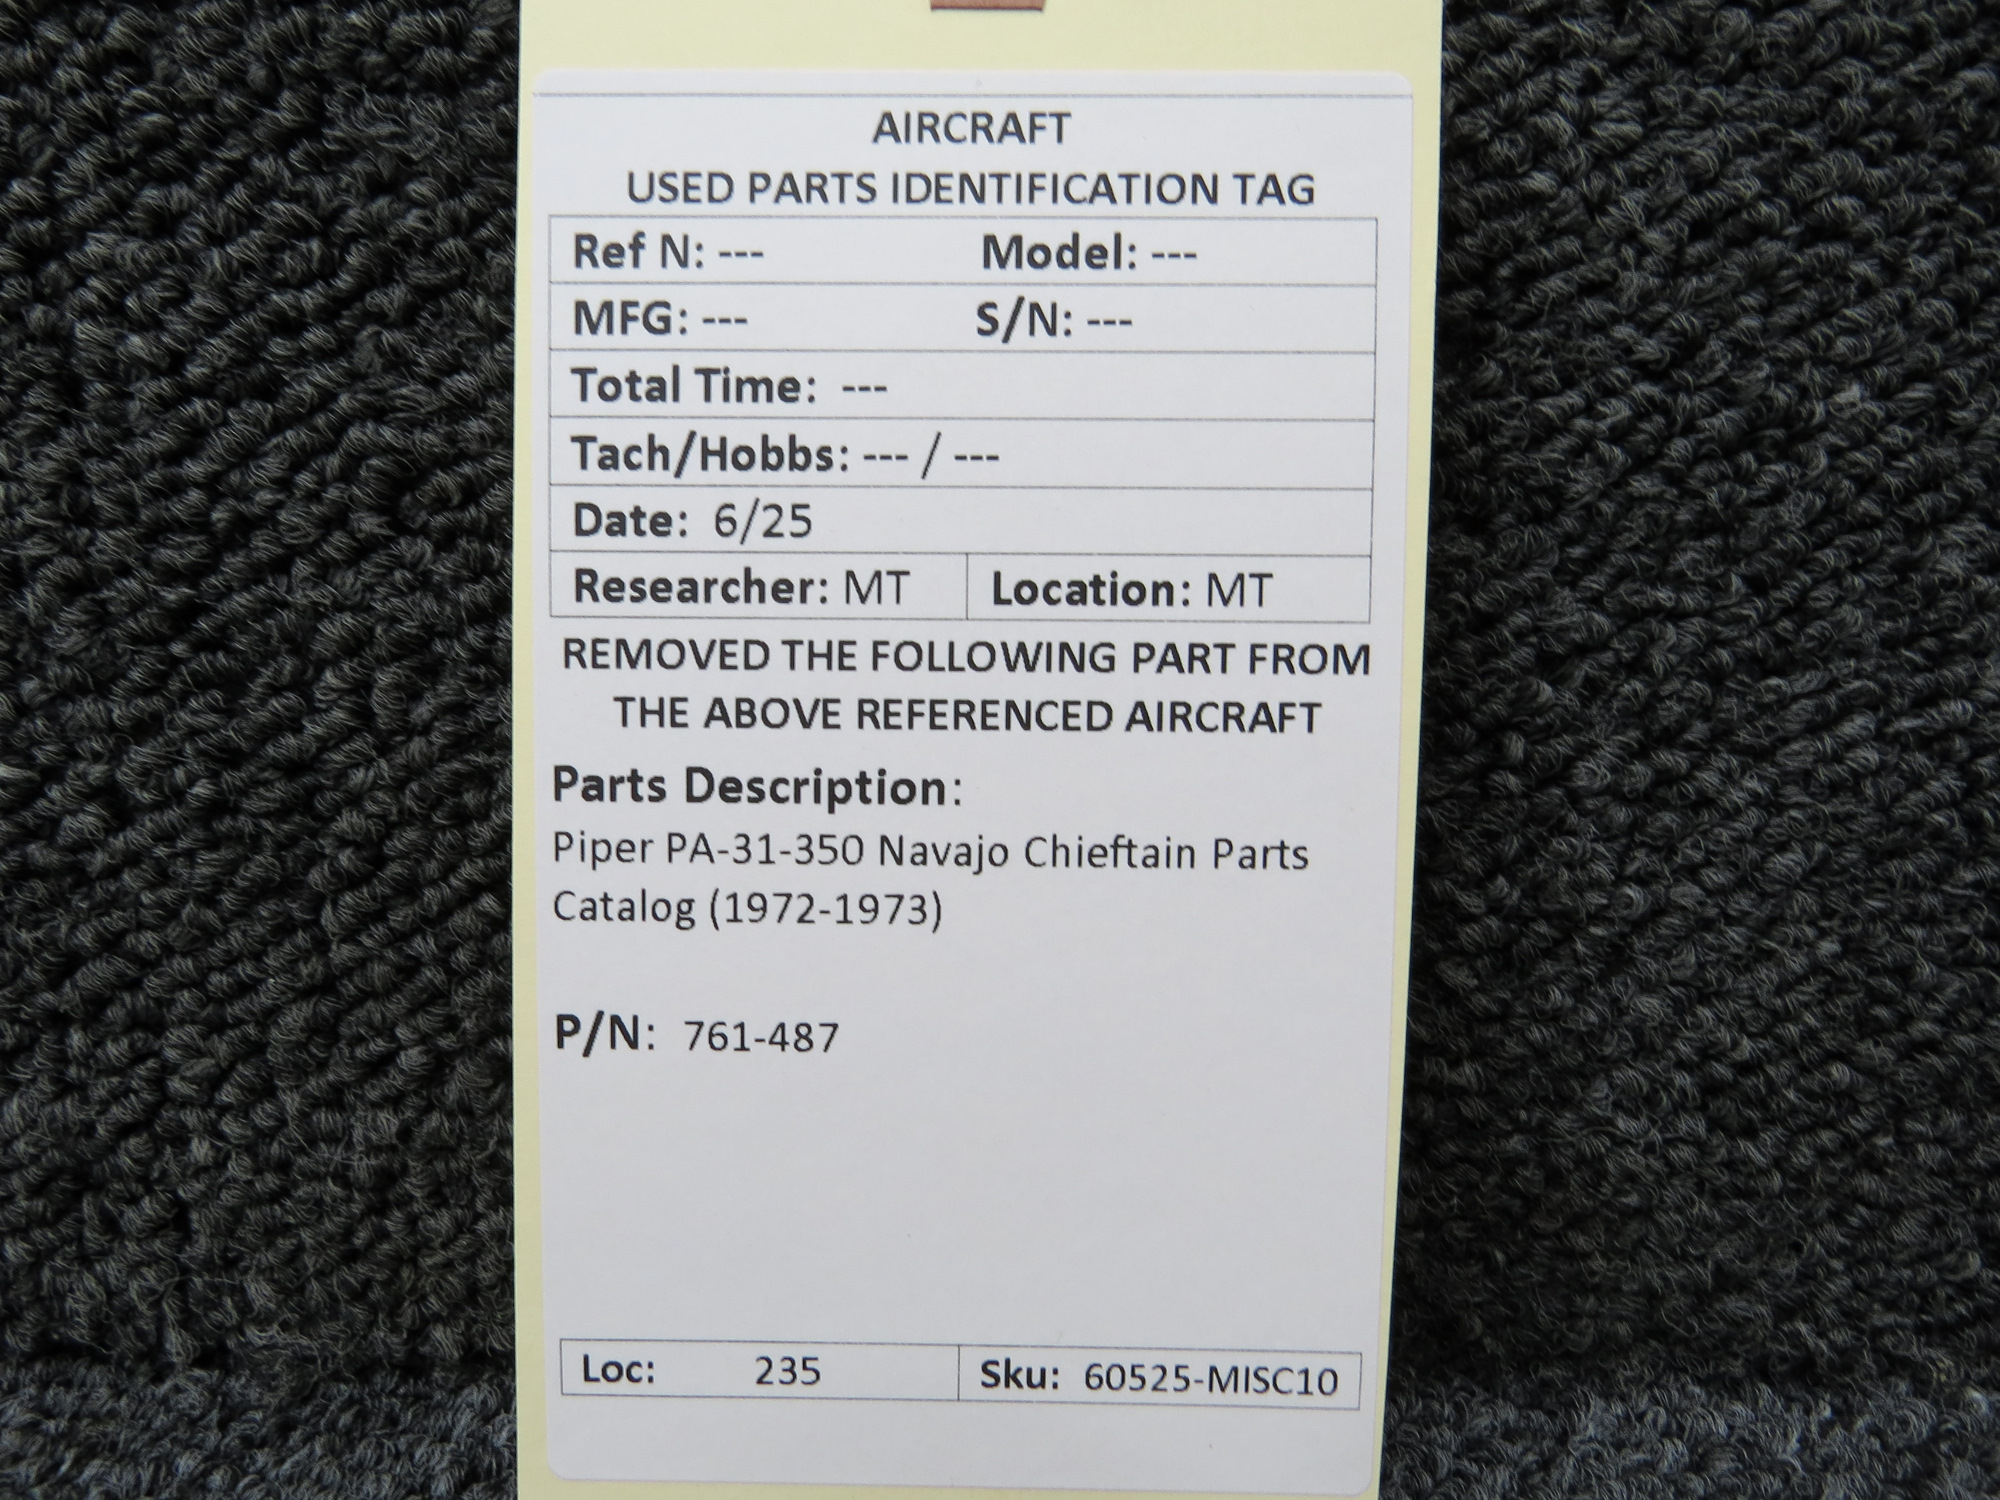 AIRCRAFT
USED PARTS IDENTIFICATION TAG
Ref N: --- Model: ---
MFG: --- S/N: ---
Total Time: ---
Tach/Hobbs: --- / ---
Date: 6/25
Researcher: MT Location: MT
REMOVED THE FOLLOWING PART FROM
THE ABOVE REFERENCED AIRCRAFT
Parts Description:
Piper PA-31-350 Navajo Chieftain Parts
Catalog (1972-1973)
P/N: 761-487
Loc: 235 Sku: 60525-MISC10